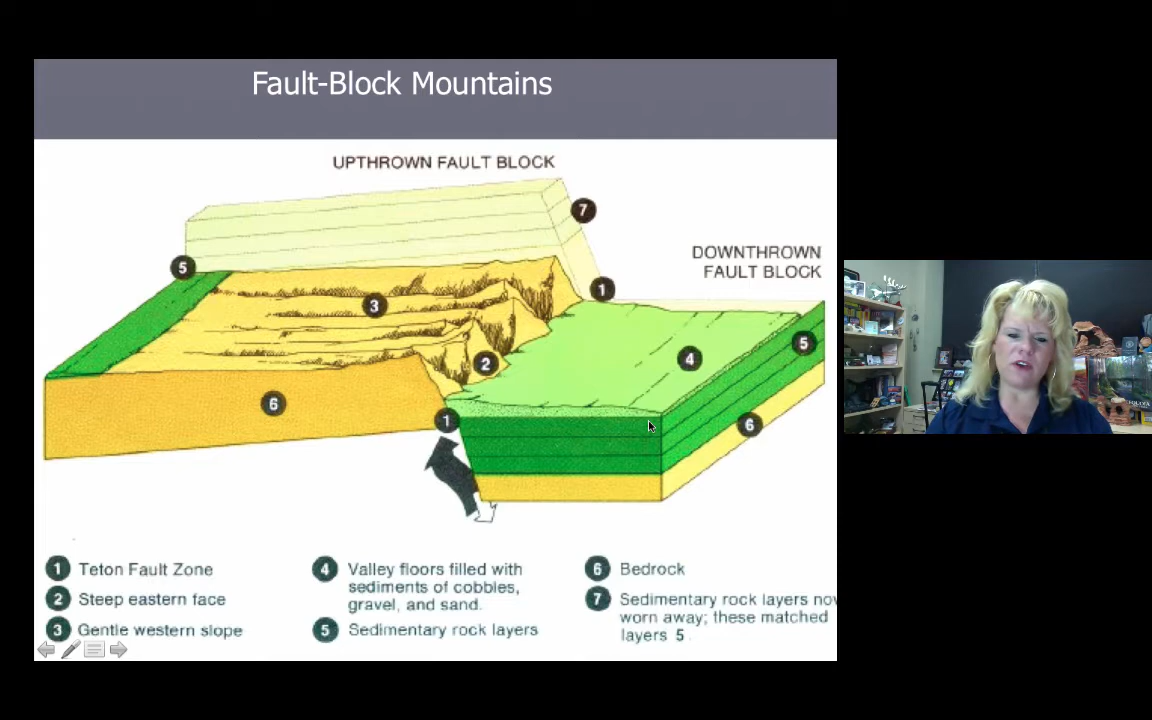 Fault-Block Mountains
UPTHROWN FAULT BLOCK
7
DOWNTHROWN
FAULT BLOCK
5
1
3
5
2
4
6
1
6
1 Teton Fault Zone
2 Steep eastern face
3 Gentle western slope
4 Valley floors filled with
sediments of cobbles,
gravel, and sand.
5 Sedimentary rock layers
6 Bedrock
7 Sedimentary rock layers now
worn away; these matched
layers 5.